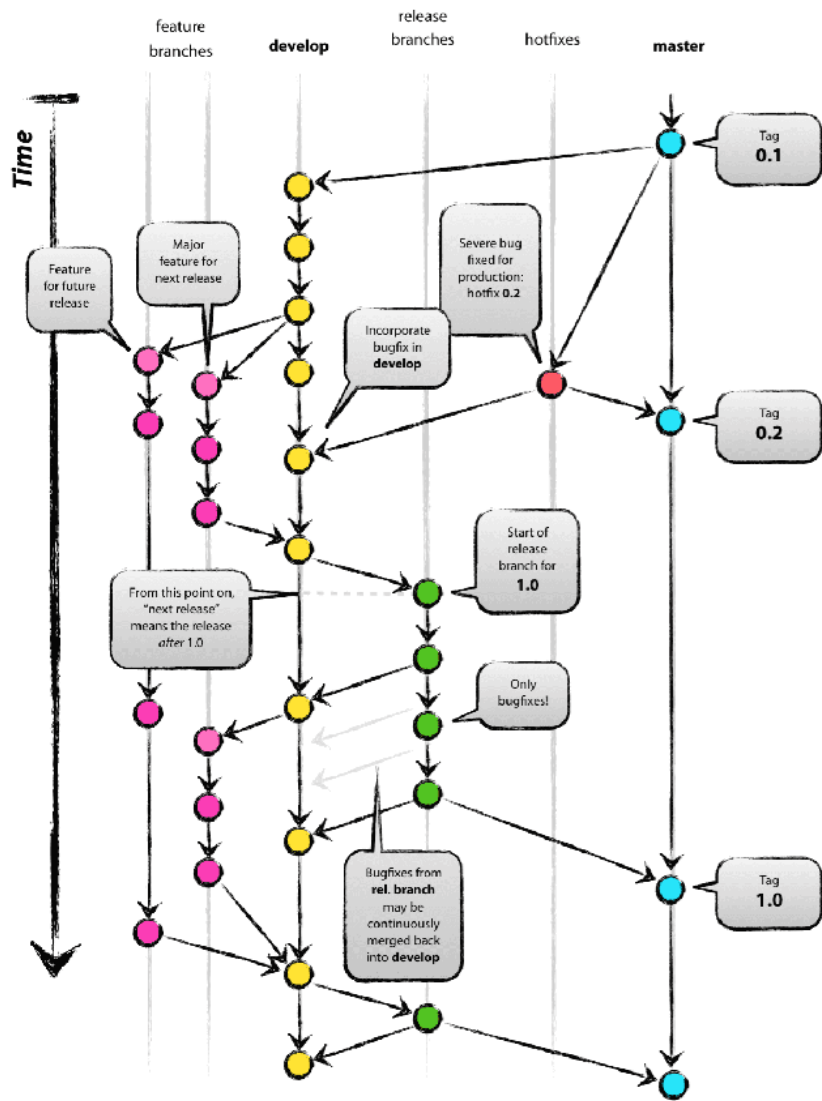 feature
branches
develop
release
branches
hotfixes
master
Time
Tag
0.1
Major
feature for
next release
Feature
for future
release
Severe bug
fixed for
production:
hotfix 0.2
Incorporate
bugfix in
develop
Tag
0.2
Start of
release
branch for
1.0
From this point on,
“next release”
means the release
after 1.0
Only
bugfixes!
Bugfixes from
rel. branch
may be
continuously
merged back
into develop
Tag
1.0